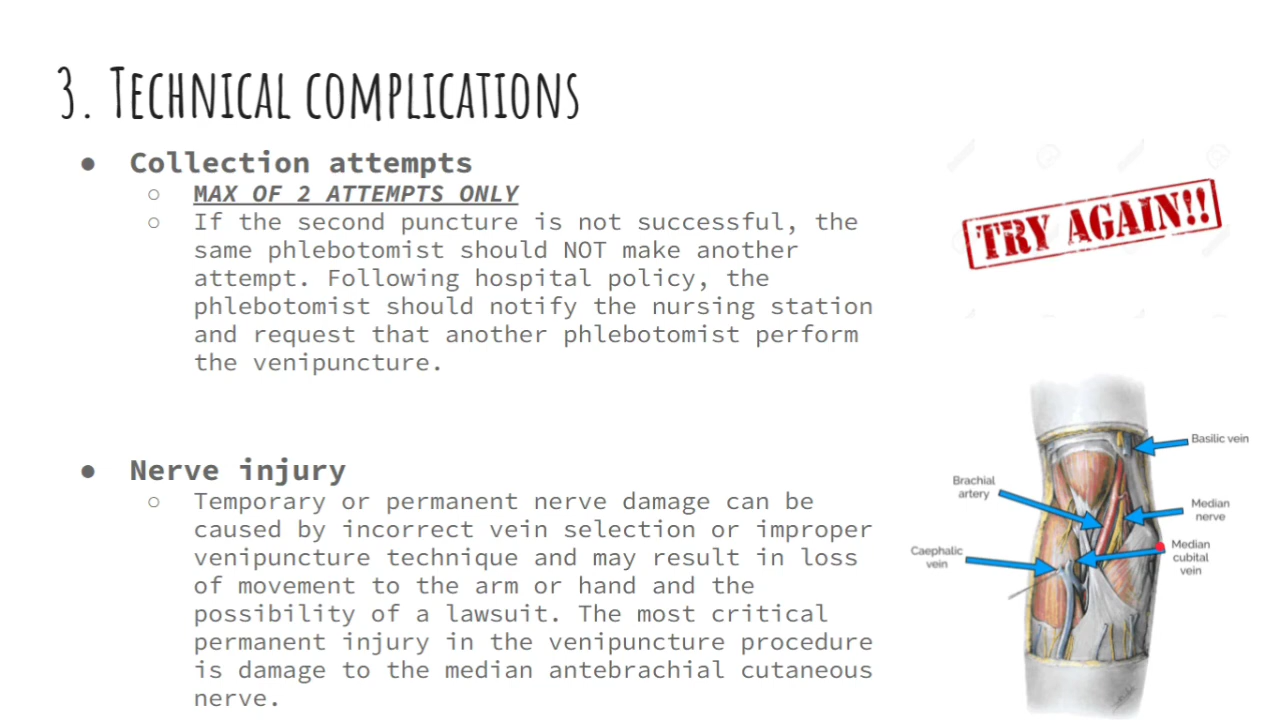 3. Technical complications
● Collection attempts
○ MAX OF 2 ATTEMPTS ONLY
○ If the second puncture is not successful, the
same phlebotomist should NOT make another
attempt. Following hospital policy, the
phlebotomist should notify the nursing station
and request that another phlebotomist perform
the venipuncture.
TRY AGAIN!!
● Nerve injury
○ Temporary or permanent nerve damage can be
caused by incorrect vein selection or improper
venipuncture technique and may result in loss
of movement to the arm or hand and the
possibility of a lawsuit. The most critical
permanent injury in the venipuncture procedure
is damage to the median antebrachial cutaneous
nerve.
Basilic vein
Brachial
artery
Median
nerve
Caephalic
vein
Median
cubital
vein